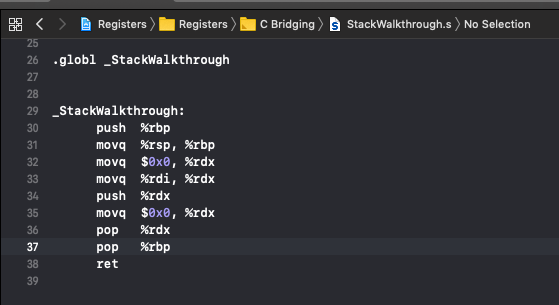 Registers Registers C Bridging StackWalkthrough.s No Selection
25
26 .globl _StackWalkthrough
27
28
29 _StackWalkthrough:
30 push %rbp
31 movq %rsp, %rbp
32 movq $0x0, %rdx
33 movq %rdi, %rdx
34 push %rdx
35 movq $0x0, %rdx
36 pop %rdx
37 pop %rbp
38 ret
39